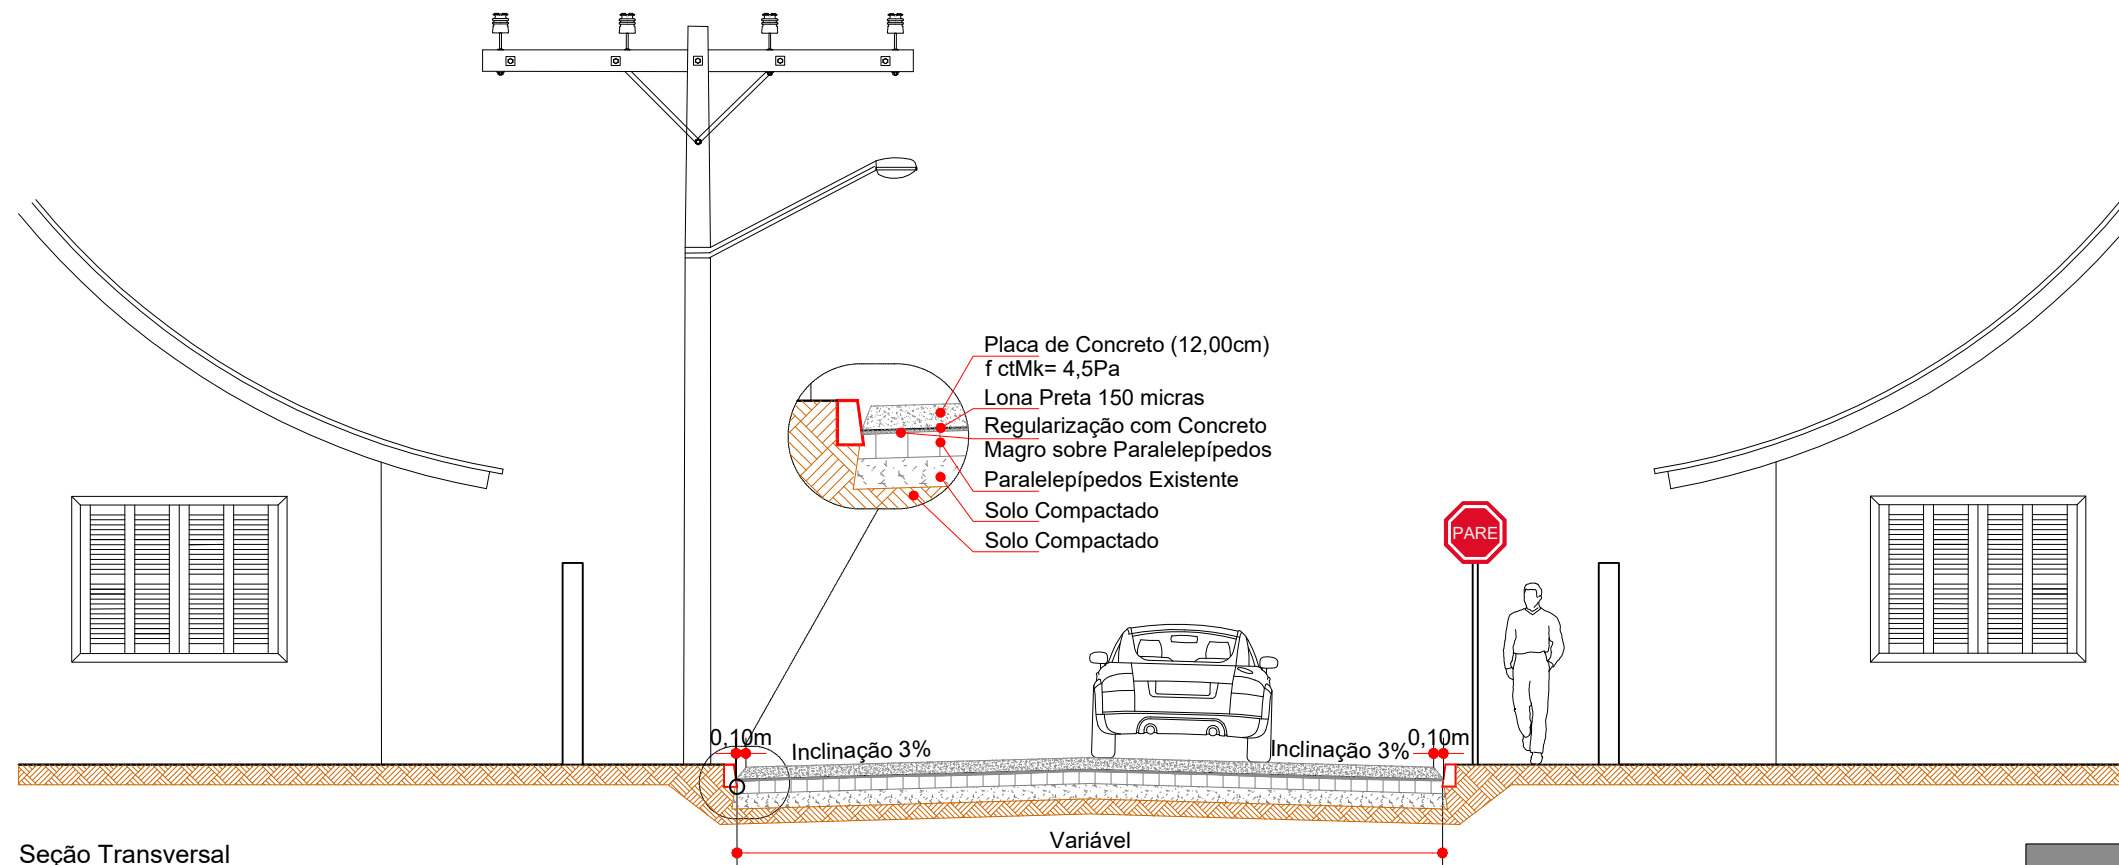 Placa de Concreto (12,00cm)
f ctMk= 4,5Pa
Lona Preta 150 micras
Regularização com Concreto
Magro sobre Paralelepípedos
Paralelepípedos Existente
Solo Compactado
Solo Compactado
PARE
0,10m
Inclinação 3%
Inclinação 3%
0,10m
Variável
Seção Transversal